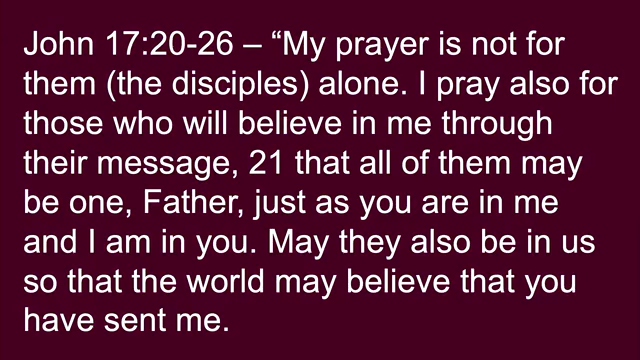 John 17:20-26 – “My prayer is not for
them (the disciples) alone. I pray also for
those who will believe in me through
their message, 21 that all of them may
be one, Father, just as you are in me
and I am in you. May they also be in us
so that the world may believe that you
have sent me.